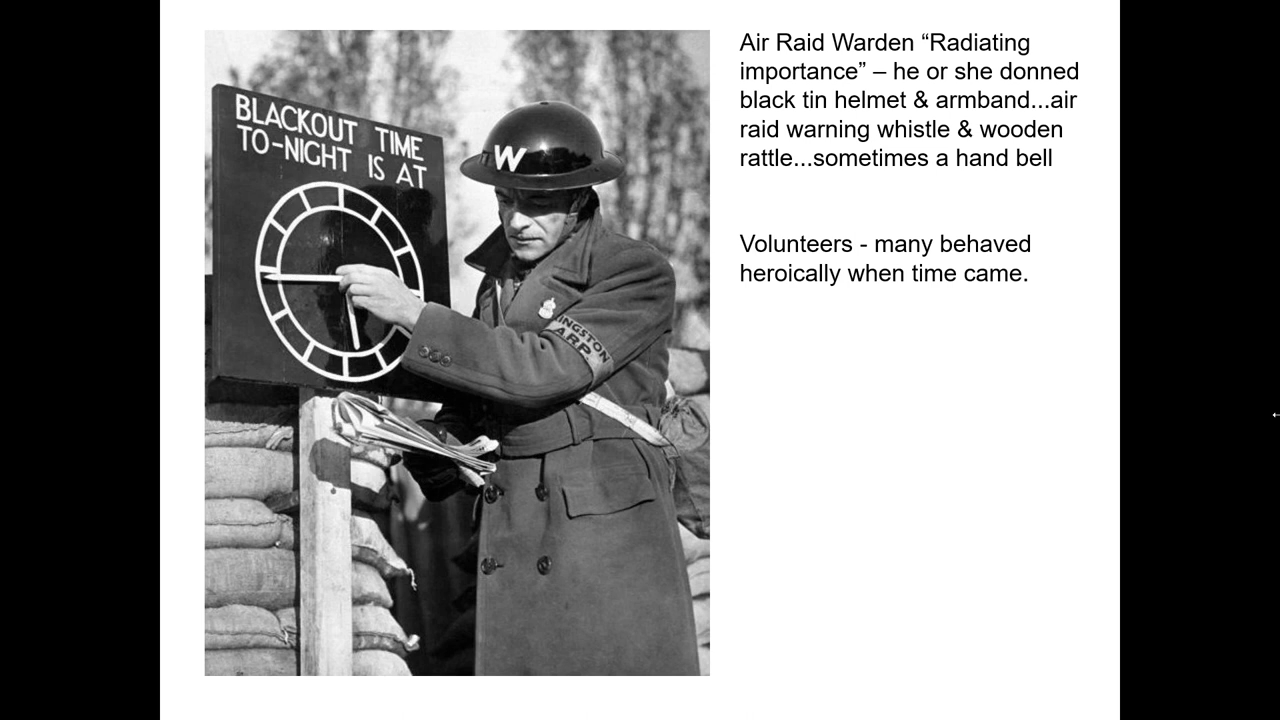 BLACKOUT TIME
TO-NIGHT IS AT
W
INGSTON
ARP.
Air Raid Warden “Radiating
importance” – he or she donned
black tin helmet & armband...air
raid warning whistle & wooden
rattle...sometimes a hand bell
Volunteers - many behaved
heroically when time came.